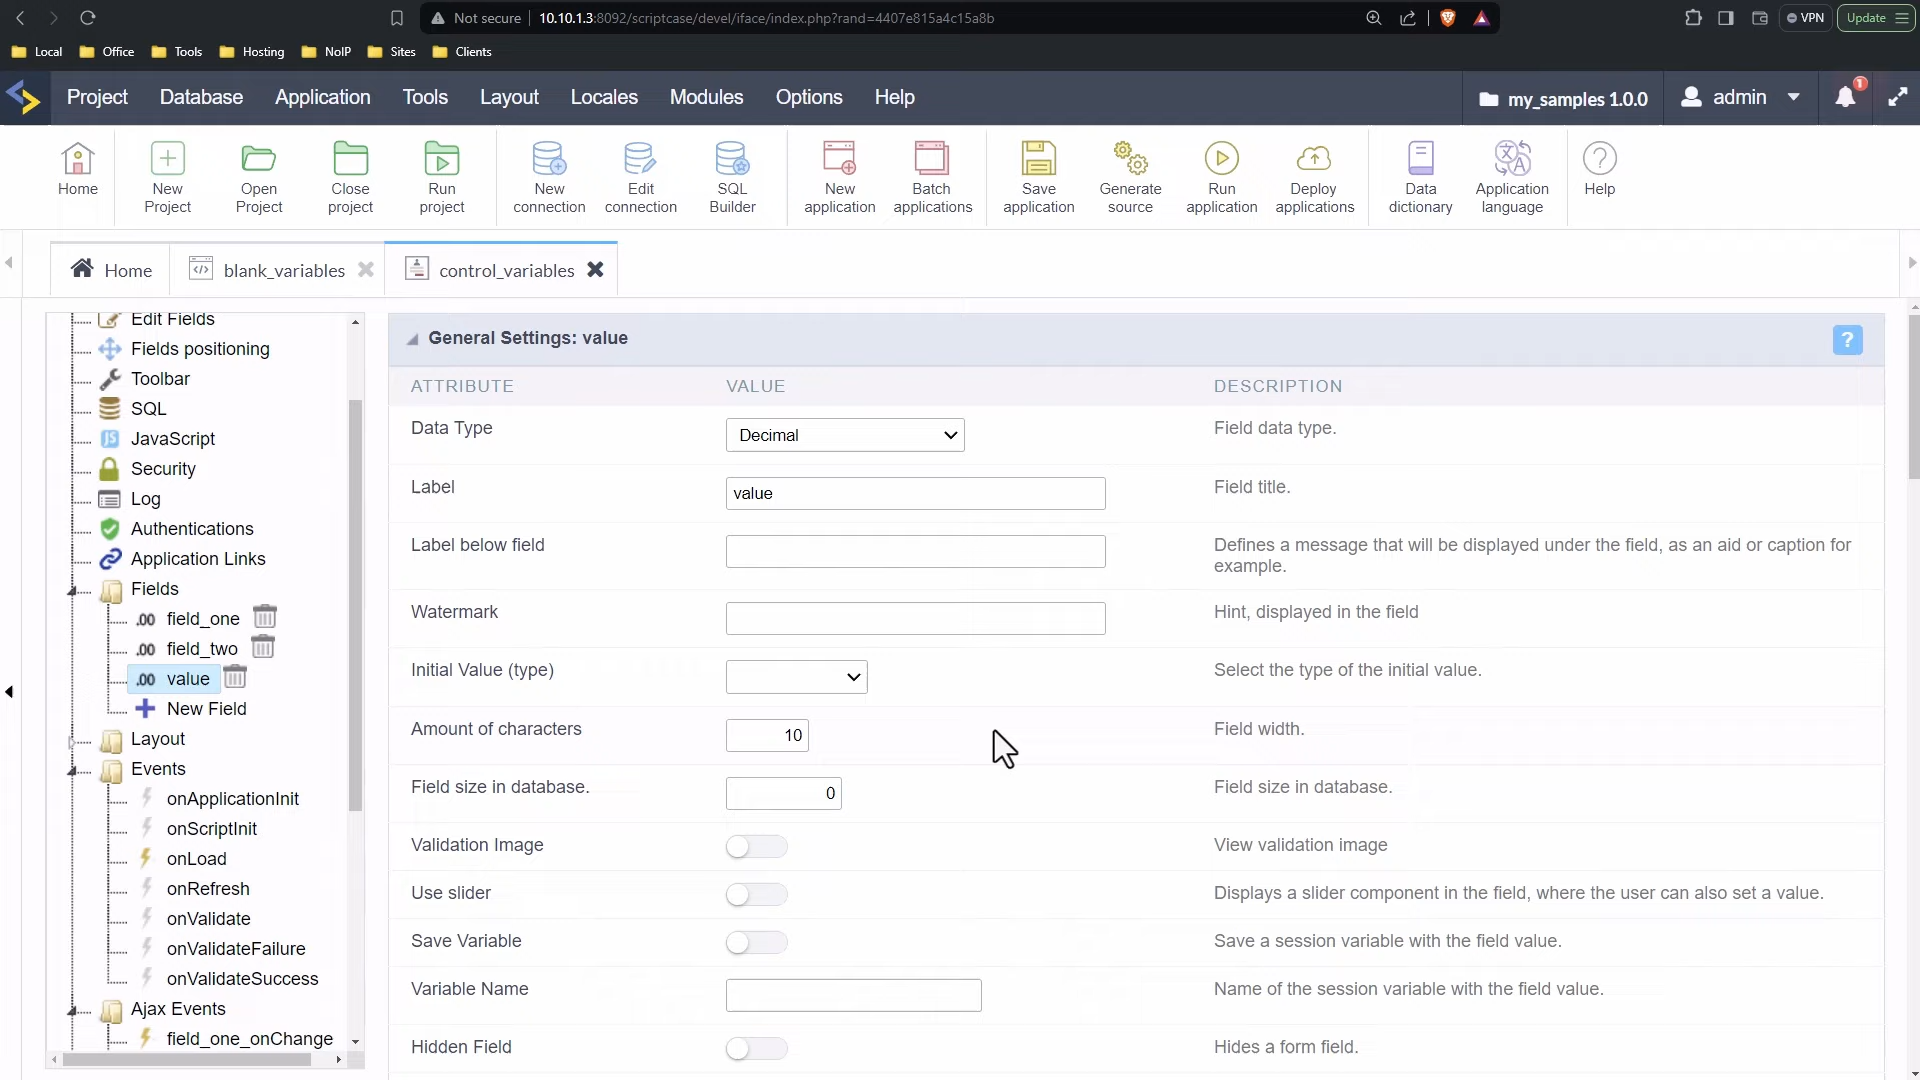 Not secure 10.10.1.3:8092/scriptcase/devel/iface/index.php?rand=4407e815a4c15a8b VPN Update
Local Office Tools Hosting NoIP Sites Clients
Project Database Application Tools Layout Locales Modules Options Help my_samples 1.0.0 admin 1
Home
New Project
Open Project
Close project
Run project
New connection
Edit connection
SQL Builder
New application
Batch applications
Save application
Generate source
Run application
Deploy applications
Data dictionary
Application language
Help
Home blank_variables control_variables
Edit Fields
Fields positioning
Toolbar
SQL
JS JavaScript
Security
Log
Authentications
Application Links
Fields
.00 field_one
.00 field_two
.00 value
New Field
Layout
Events
onApplicationInit
onScriptInit
onLoad
onRefresh
onValidate
onValidateFailure
onValidateSuccess
Ajax Events
field_one_onChange
General Settings: value ?
ATTRIBUTE VALUE DESCRIPTION
Data Type Decimal Field data type.
Label value Field title.
Label below field Defines a message that will be displayed under the field, as an aid or caption for
example.
Watermark Hint, displayed in the field
Initial Value (type) Select the type of the initial value.
Amount of characters 10 Field width.
Field size in database. 0 Field size in database.
Validation Image View validation image
Use slider Displays a slider component in the field, where the user can also set a value.
Save Variable Save a session variable with the field value.
Variable Name Name of the session variable with the field value.
Hidden Field Hides a form field.